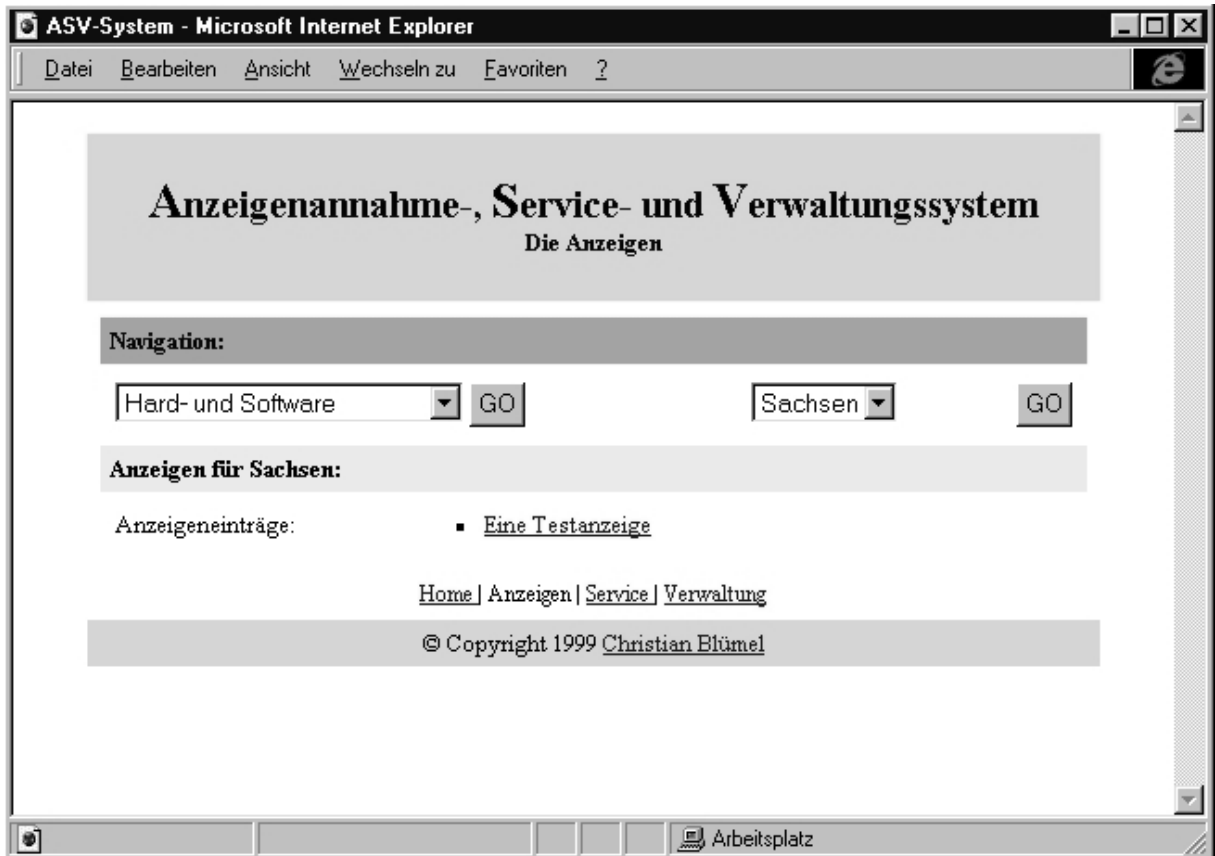 ASV-System - Microsoft Internet Explorer
Datei Bearbeiten Ansicht Wechseln zu Favoriten ?
Anzeigenannahme-, Service- und Verwaltungssystem
Die Anzeigen
Navigation:
Hard- und Software GO Sachsen GO
Anzeigen für Sachsen:
Anzeigeneinträge: ▪ Eine Testanzeige
Home | Anzeigen | Service | Verwaltung
© Copyright 1999 Christian Blümel
Arbeitsplatz